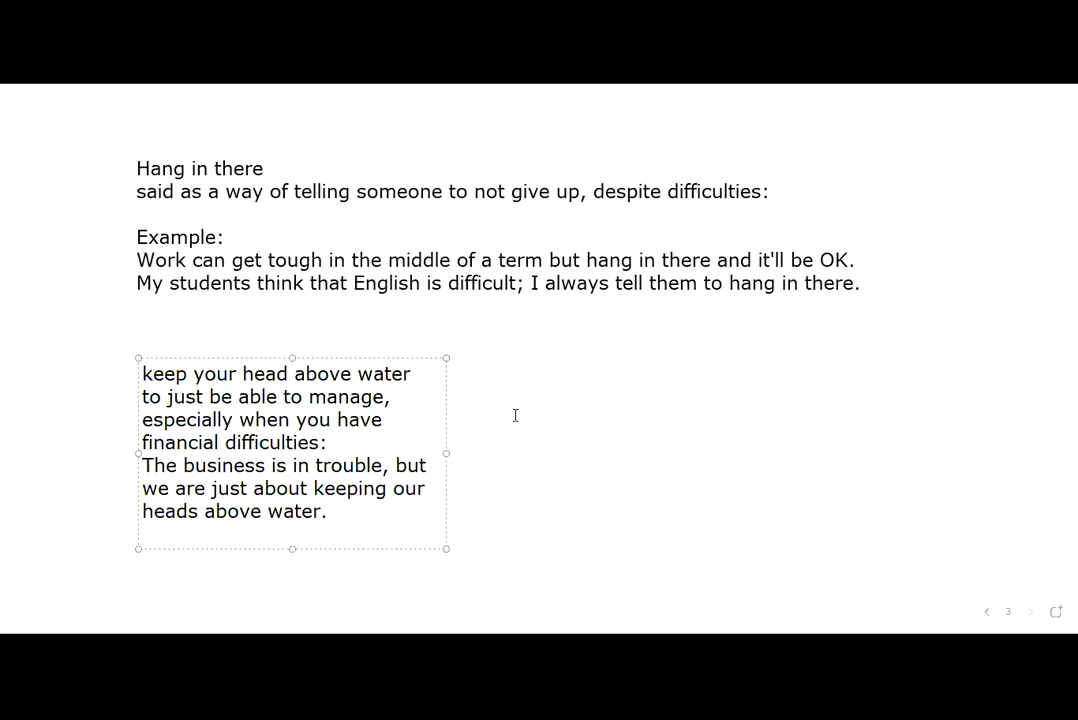 Hang in there
said as a way of telling someone to not give up, despite difficulties:
Example:
Work can get tough in the middle of a term but hang in there and it'll be OK.
My students think that English is difficult; I always tell them to hang in there.
keep your head above water
to just be able to manage,
especially when you have
financial difficulties:
The business is in trouble, but
we are just about keeping our
heads above water.
3